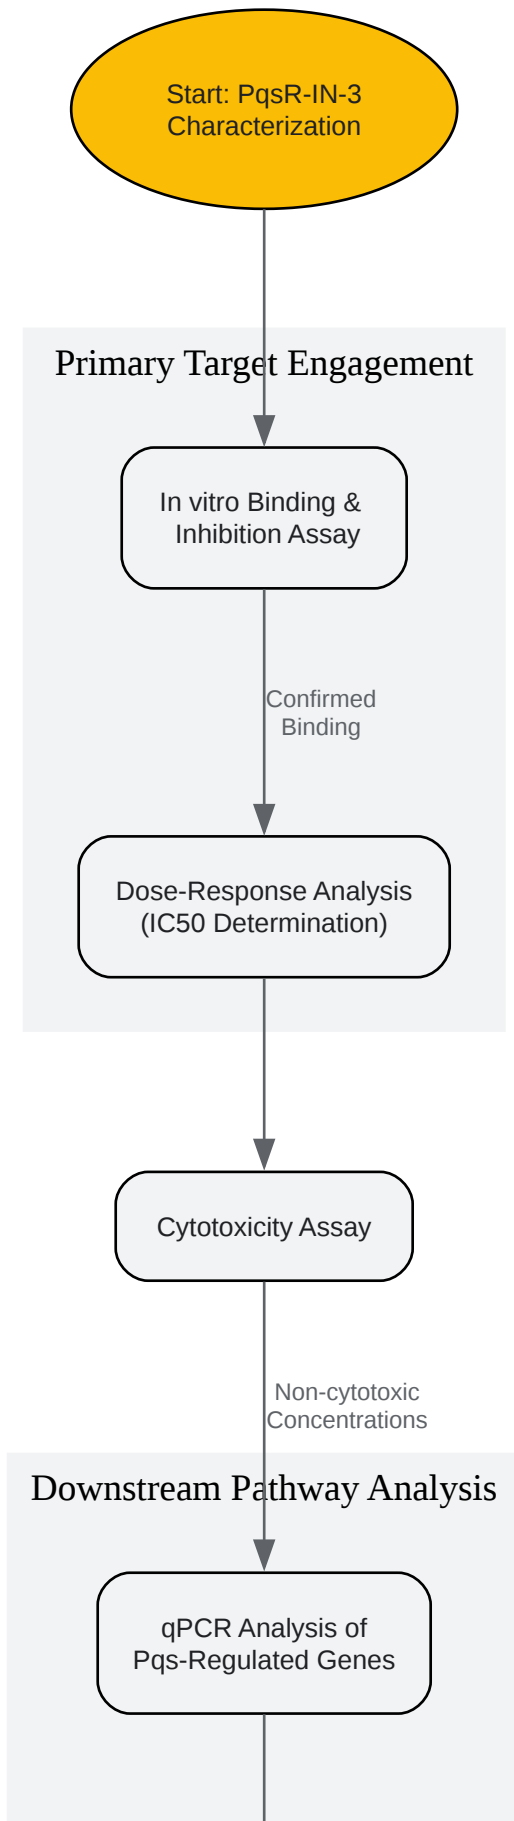 Start: PqsR-IN-3
Characterization
Primary Target Engagement
In vitro Binding &
Inhibition Assay
Confirmed
Binding
Dose-Response Analysis
(IC50 Determination)
Cytotoxicity Assay
Non-cytotoxic
Concentrations
Downstream Pathway Analysis
qPCR Analysis of
Pqs-Regulated Genes